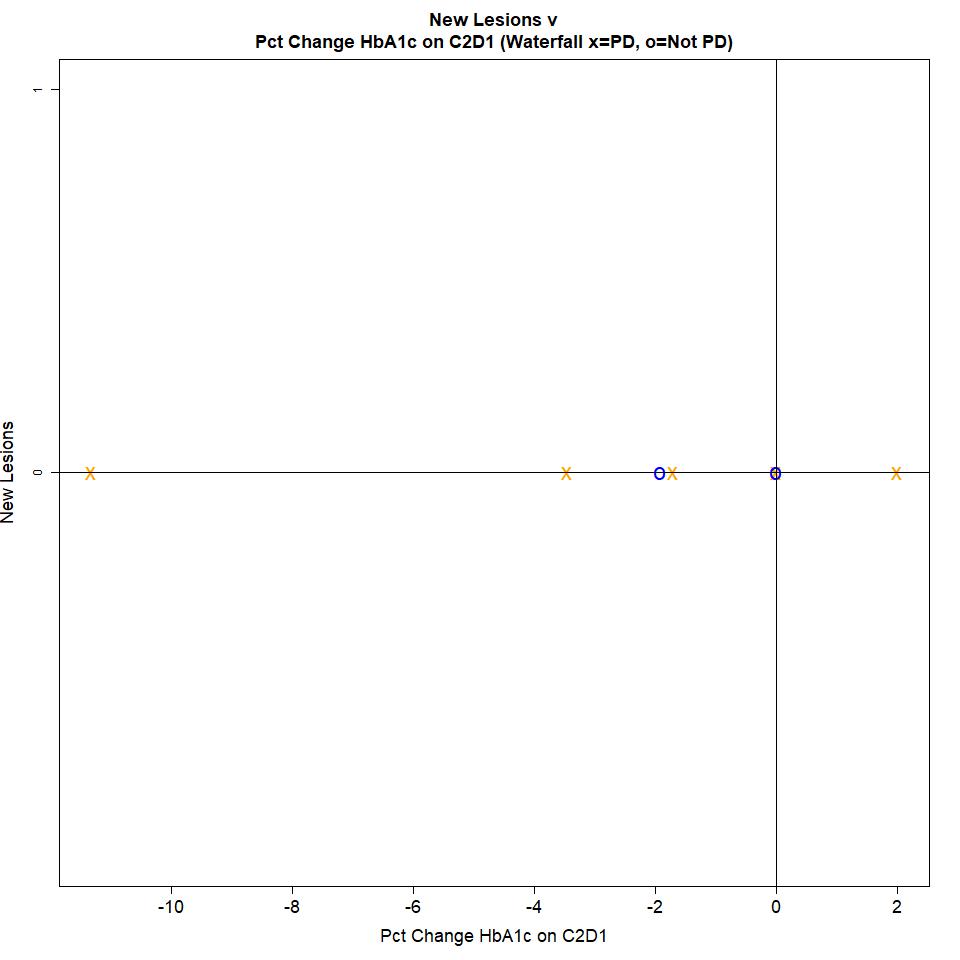 New Lesions v
Pct Change HbA1c on C2D1 (Waterfall x=PD, o=Not PD)
1
New Lesions
0
X X O X O X
-10 -8 -6 -4 -2 0 2
Pct Change HbA1c on C2D1